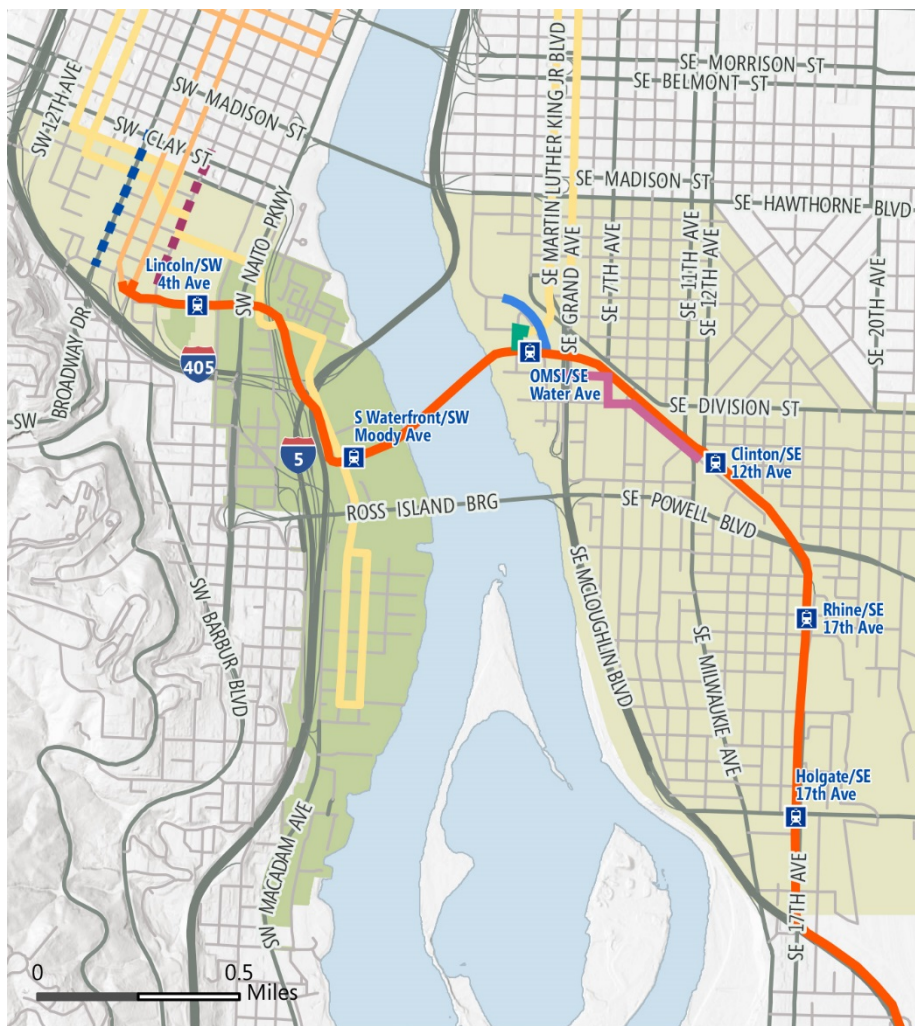 SE MORRISON ST
SE BELMONT ST
SW 12TH AVE
SW MADISON ST
SW CLAY ST
SE MARTIN LUTHER KING JR BLVD
SE GRAND AVE
SE 7TH AVE
SE 11TH AVE
SE 12TH AVE
SE 20TH AVE
SE MADISON ST
SE HAWTHORNE BLVD
SW NAITO PKWY
Lincoln/SW
4th Ave
SW BROADWAY DR
405
OMSI/SE
Water Ave
SE DIVISION ST
S Waterfront/SW
Moody Ave
5
Clinton/SE
12th Ave
ROSS ISLAND BRG
SE POWELL BLVD
SW BARBUR BLVD
SE MCLOUGHLIN BLVD
SE MILWAUKIE AVE
Rhine/SE
17th Ave
Holgate/SE
17th Ave
SW MACADAM AVE
SE 17TH AVE
0
0.5
Miles